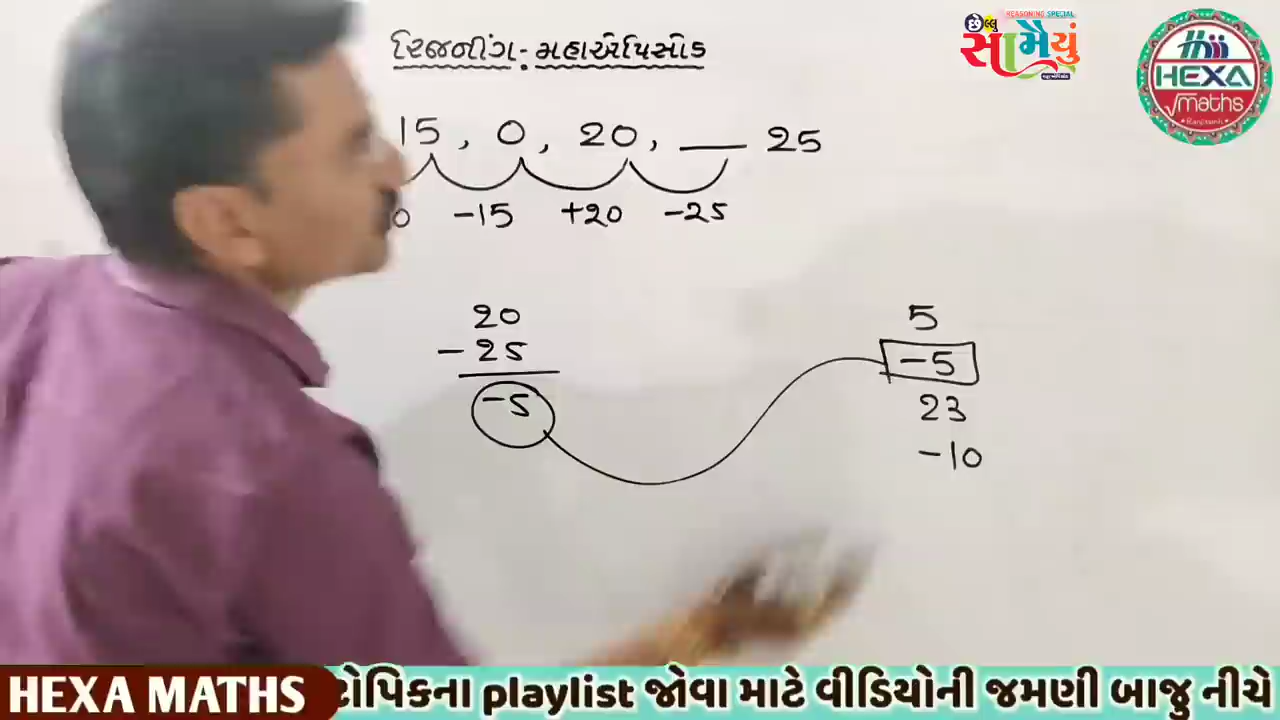 રિજનીંગ : મહાએપિસોડ
15, 0, 20, ___ 25
0 -15 +20 -25
20
- 25
-5
5
-5
23
-10
છેલ્લુ
REASONING SPECIAL
સામૈયું
HEXA
√maths
HEXA MATHS
ટોપિકના playlist જોવા માટે વીડિયોની જમણી બાજુ નીચે